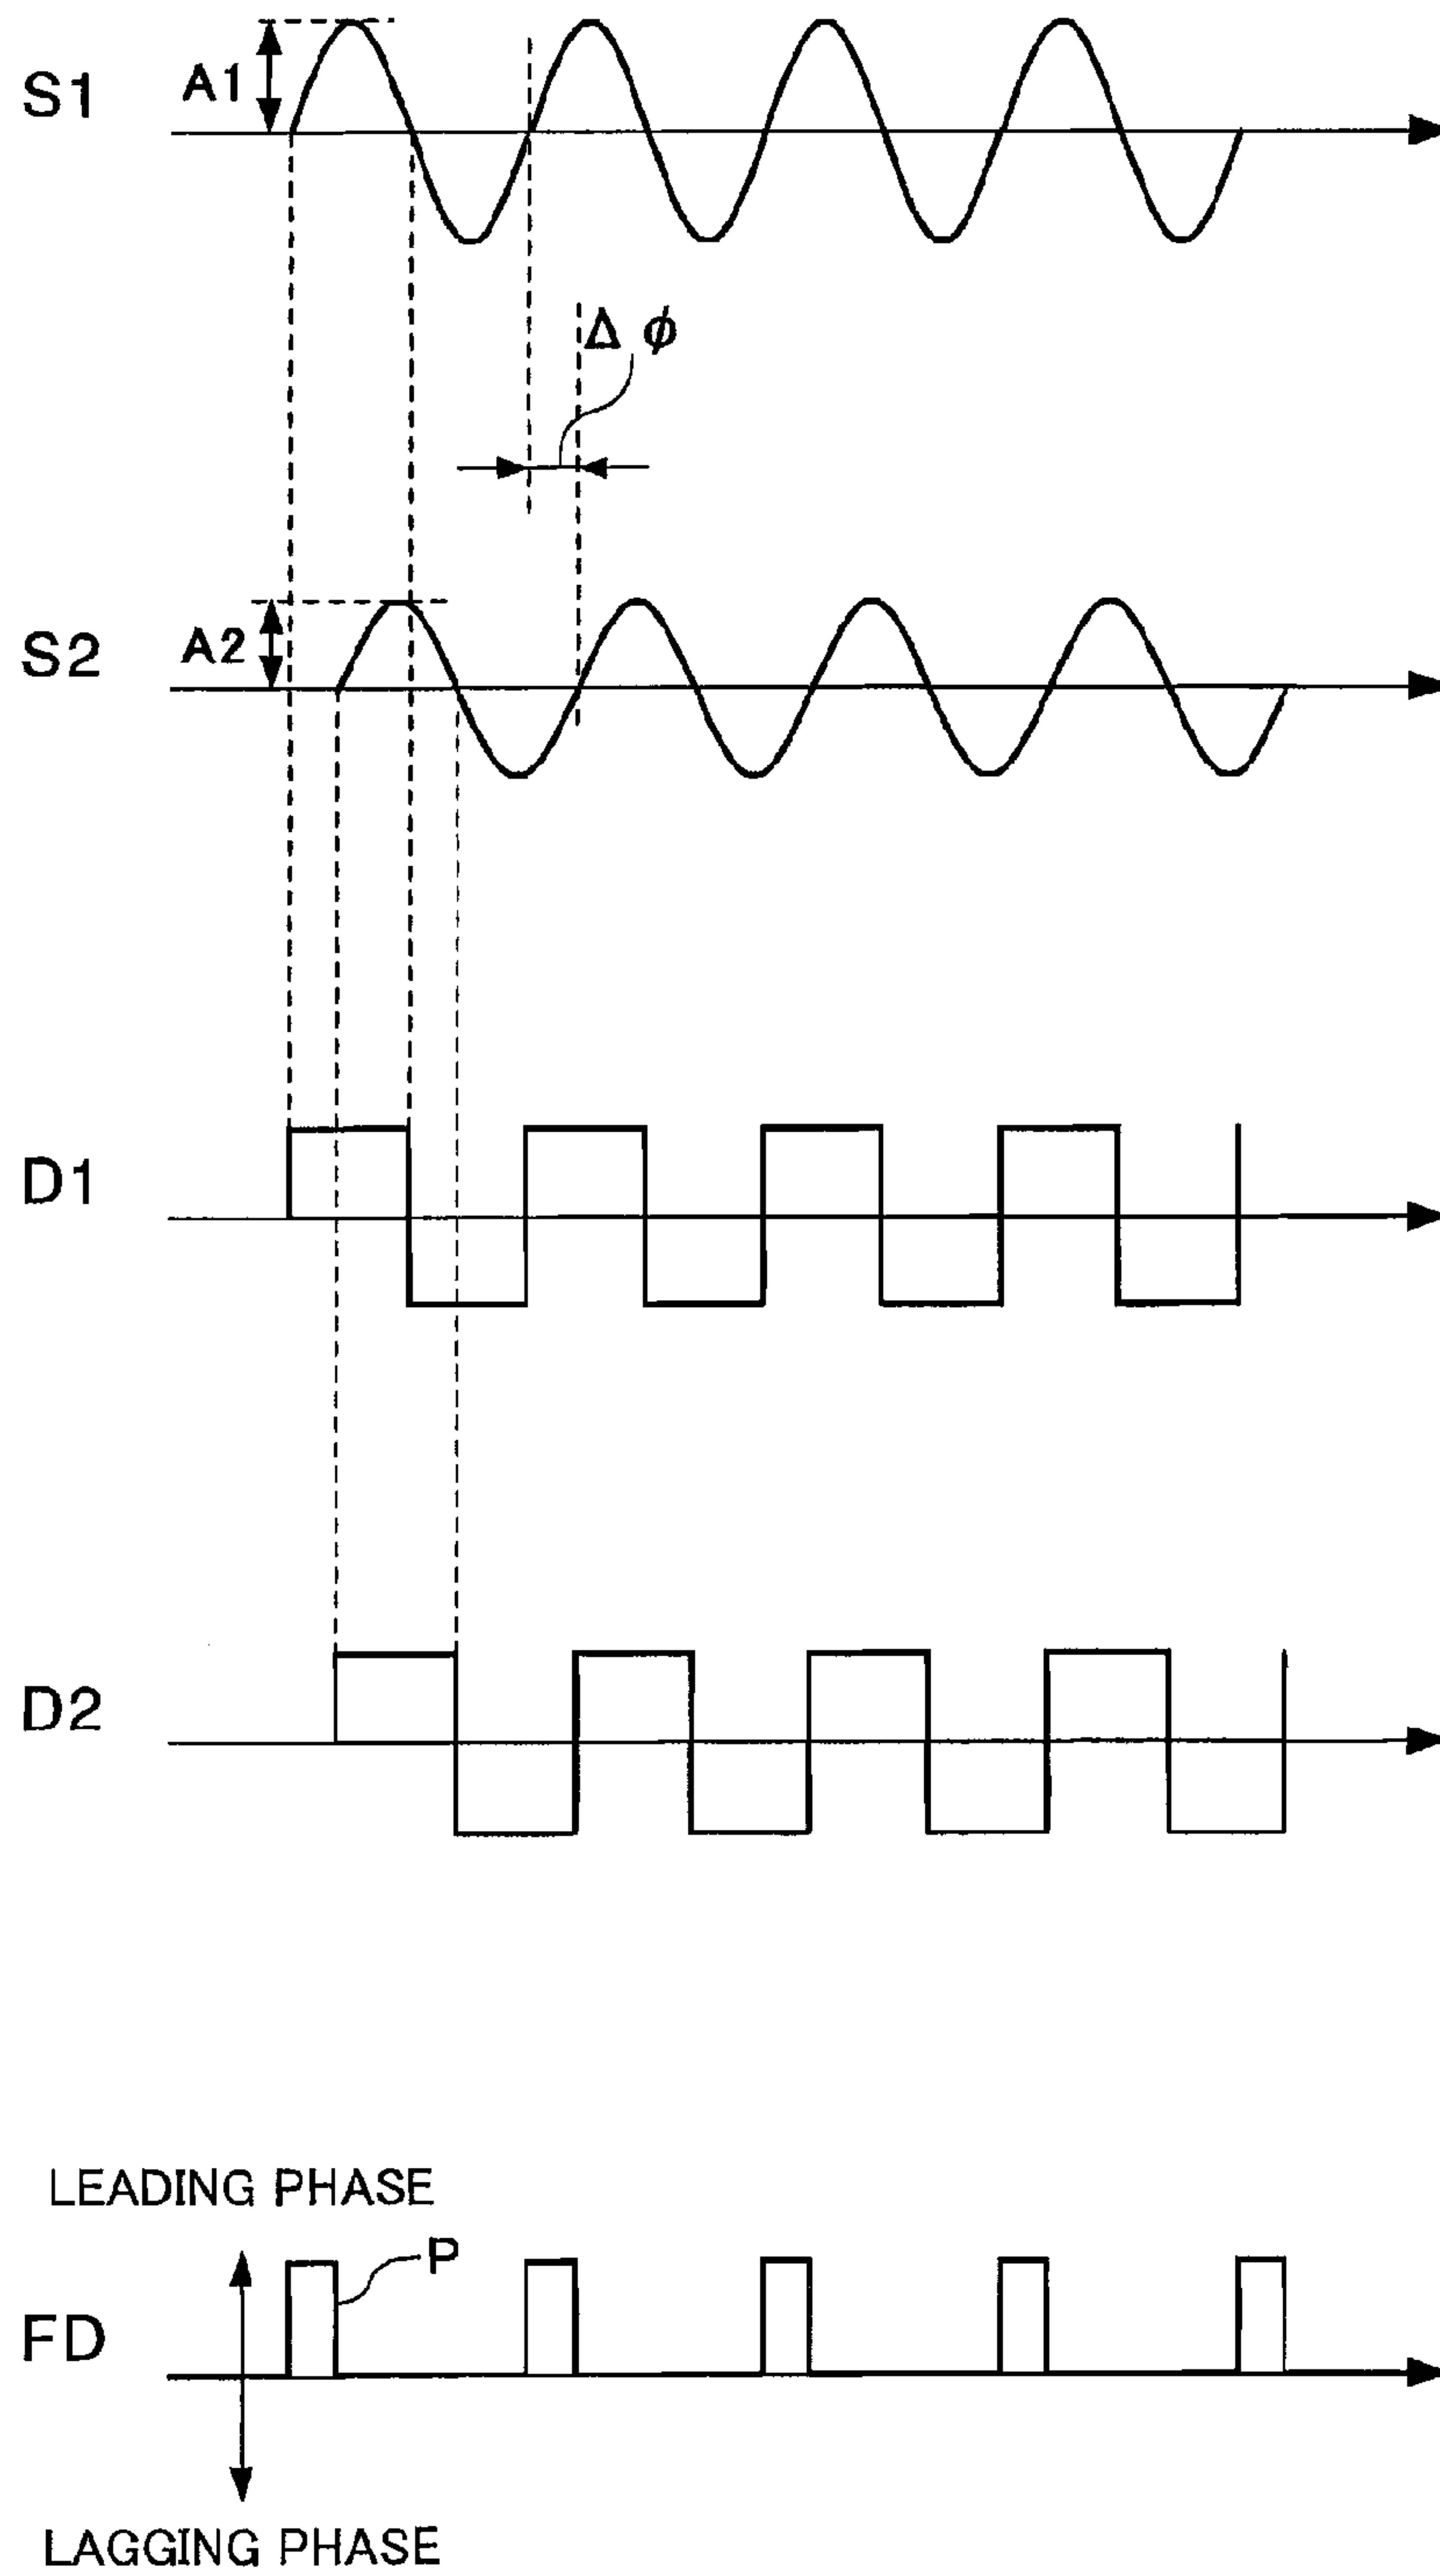 A1
S1
Δ ϕ
A2
S2
D1
D2
LEADING PHASE
P
FD
LAGGING PHASE